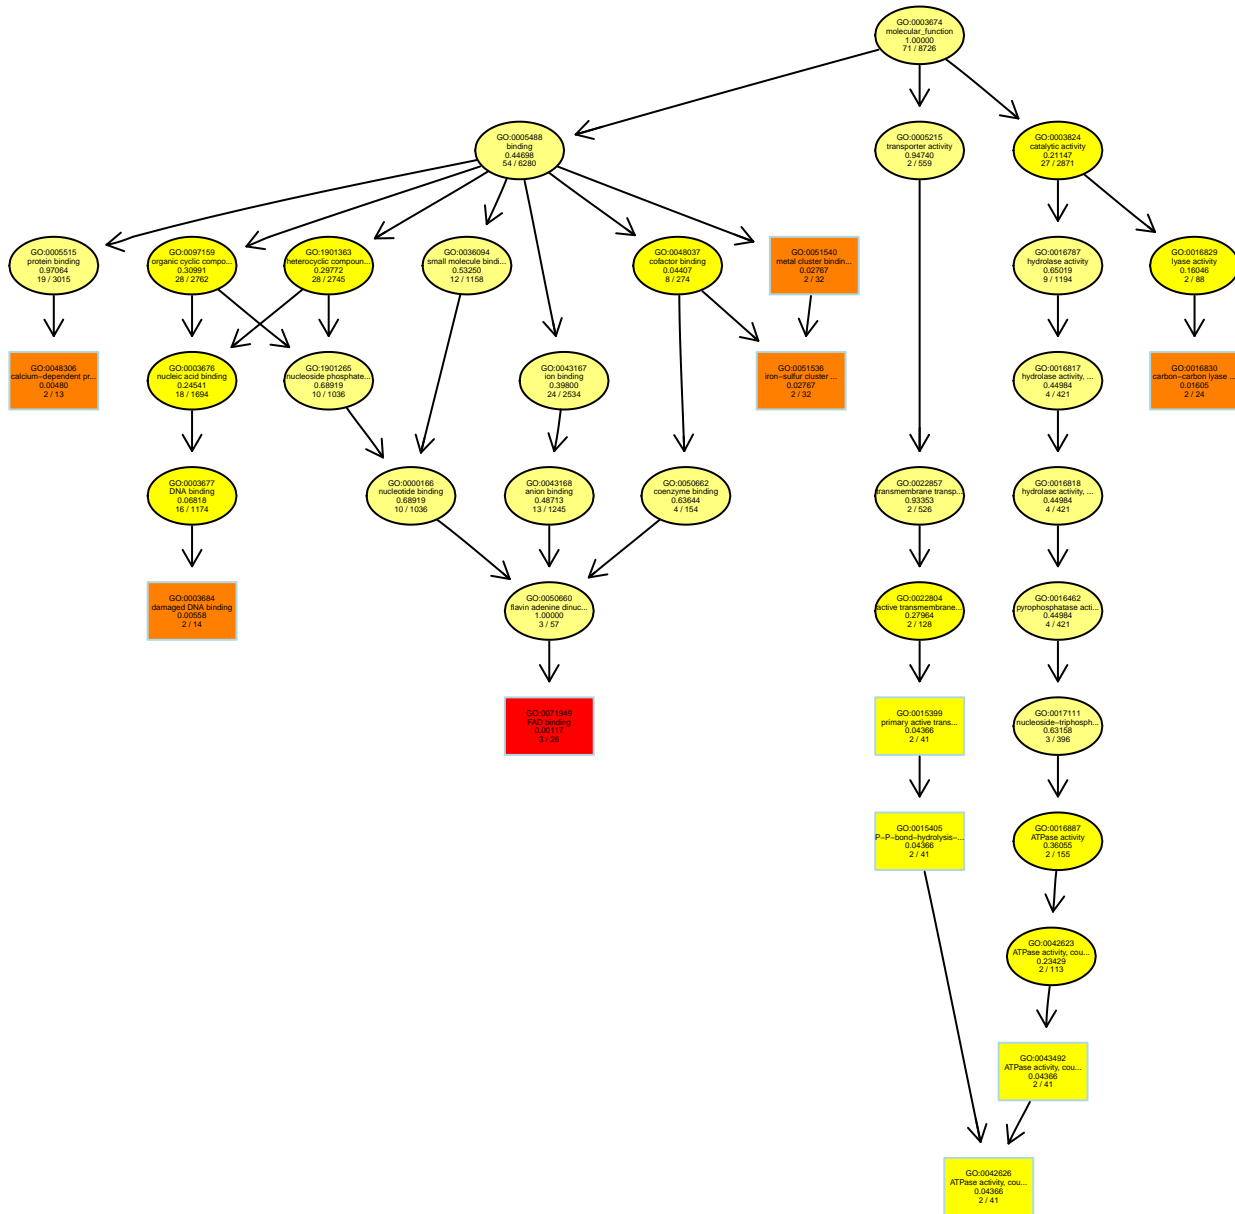 GO:0003674
molecular_function
1.00000
71 / 8726
GO:0005488
binding
0.44698
54 / 6280
GO:0005215
transporter activity
0.94740
2 / 559
GO:0003824
catalytic activity
0.21147
27 / 2871
GO:0005515
protein binding
0.97064
19 / 3015
GO:0097159
organic cyclic compo...
0.30991
28 / 2762
GO:1901363
heterocyclic compoun...
0.29772
28 / 2745
GO:0036094
small molecule bindi...
0.53250
12 / 1158
GO:0048037
cofactor binding
0.04407
8 / 274
GO:0051540
metal cluster bindin...
0.02767
2 / 32
GO:0016787
hydrolase activity
0.65019
9 / 1194
GO:0016829
lyase activity
0.16046
2 / 88
GO:0048306
calcium−dependent pr...
0.00480
2 / 13
GO:0003676
nucleic acid binding
0.24541
18 / 1694
GO:1901265
nucleoside phosphate...
0.68919
10 / 1036
GO:0043167
ion binding
0.39800
24 / 2534
GO:0051536
iron−sulfur cluster ...
0.02767
2 / 32
GO:0016817
hydrolase activity, ...
0.44984
4 / 421
GO:0016830
carbon−carbon lyase ...
0.01605
2 / 24
GO:0003677
DNA binding
0.06818
16 / 1174
GO:0000166
nucleotide binding
0.68919
10 / 1036
GO:0043168
anion binding
0.48713
13 / 1245
GO:0050662
coenzyme binding
0.63644
4 / 154
GO:0022857
transmembrane transp...
0.93353
2 / 526
GO:0016818
hydrolase activity, ...
0.44984
4 / 421
GO:0003684
damaged DNA binding
0.00558
2 / 14
GO:0050660
flavin adenine dinuc...
1.00000
3 / 57
GO:0022804
active transmembrane...
0.27964
2 / 128
GO:0016462
pyrophosphatase acti...
0.44984
4 / 421
GO:0071949
FAD binding
0.00117
3 / 26
GO:0015399
primary active trans...
0.04366
2 / 41
GO:0017111
nucleoside−triphosph...
0.63158
3 / 396
GO:0015405
P−P−bond−hydrolysis−...
0.04366
2 / 41
GO:0016887
ATPase activity
0.36055
2 / 155
GO:0042623
ATPase activity, cou...
0.23429
2 / 113
GO:0043492
ATPase activity, cou...
0.04366
2 / 41
GO:0042626
ATPase activity, cou...
0.04366
2 / 41